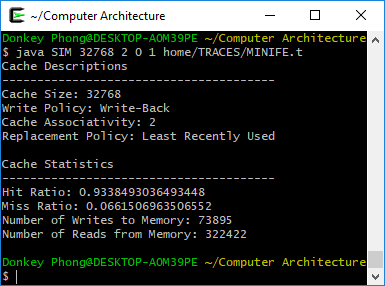 ~/Computer Architecture
Donkey Phong@DESKTOP-AOM39PE ~/Computer Architecture
$ java SIM 32768 2 0 1 home/TRACES/MINIFE.t
Cache Descriptions
---------------------------------------
Cache Size: 32768
Write Policy: Write-Back
Cache Associativity: 2
Replacement Policy: Least Recently Used
Cache Statistics
---------------------------------------
Hit Ratio: 0.9338493036493448
Miss Ratio: 0.0661506963506552
Number of Writes to Memory: 73895
Number of Reads from Memory: 322422
Donkey Phong@DESKTOP-AOM39PE ~/Computer Architecture
$